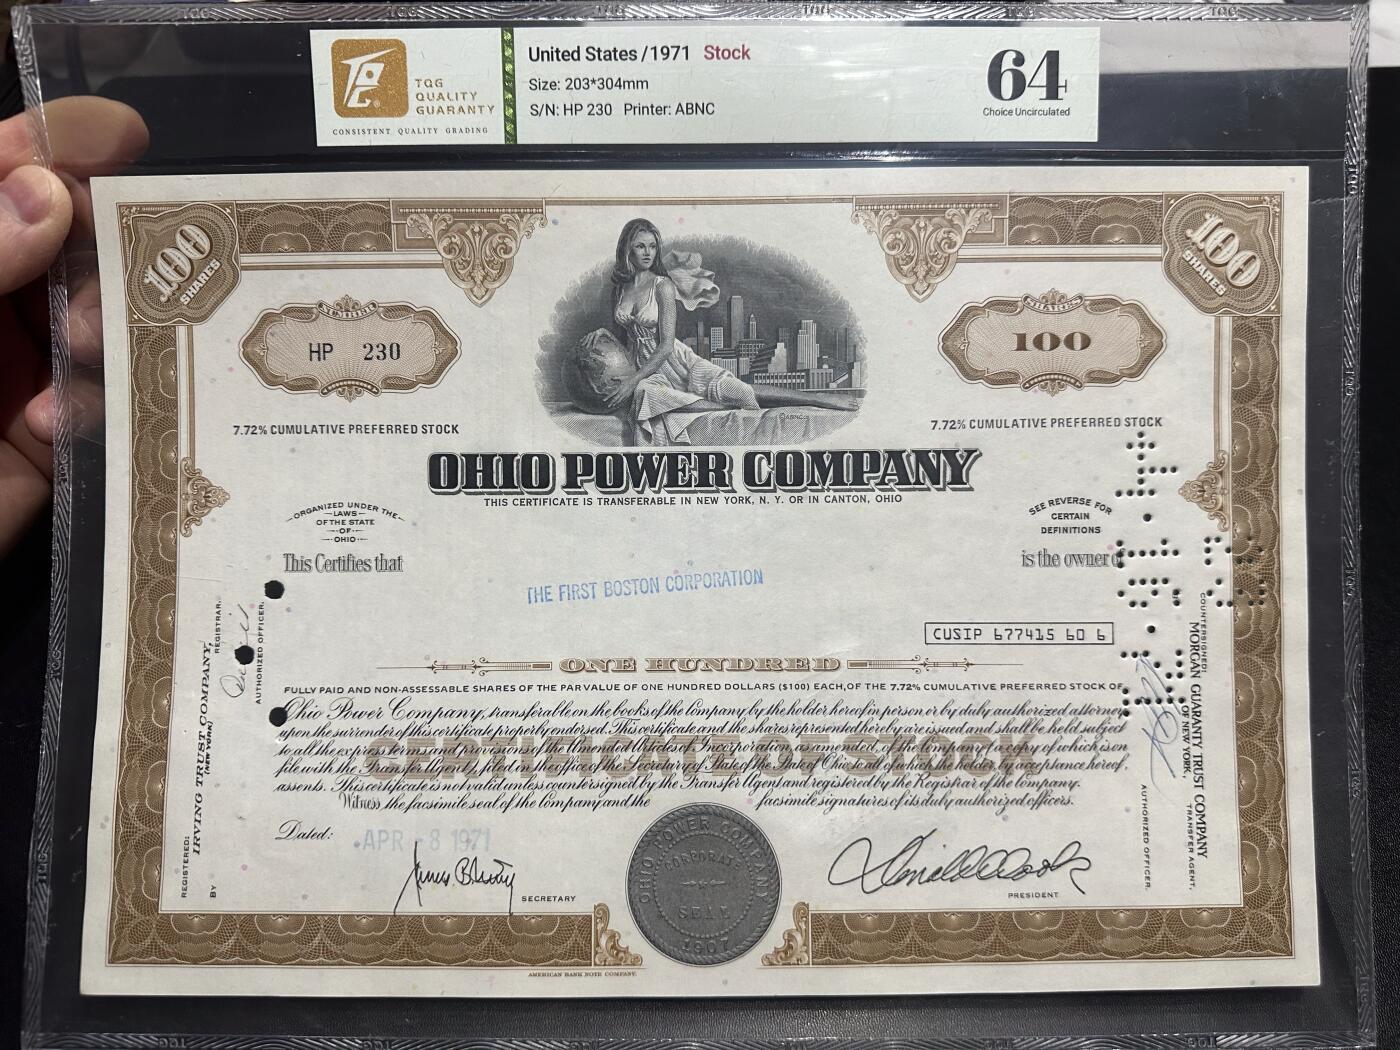 TQG QUALITY GUARANTY
CONSISTENT QUALITY GRADING
United States / 1971 Stock
Size: 203*304mm
S/N: HP 230 Printer: ABNC
64
Choice Uncirculated
100 SHARES
100 SHARES
NUMBER
HP 230
SHARES
100
©ABNCO
7.72% CUMULATIVE PREFERRED STOCK
7.72% CUMULATIVE PREFERRED STOCK
OHIO POWER COMPANY
THIS CERTIFICATE IS TRANSFERABLE IN NEW YORK, N. Y. OR IN CANTON, OHIO
ORGANIZED UNDER THE
LAWS
OF THE STATE
OF
OHIO
SEE REVERSE FOR
CERTAIN
DEFINITIONS
This Certifies that
is the owner of
THE FIRST BOSTON CORPORATION
CUSIP 677415 60 6
ONE HUNDRED
FULLY PAID AND NON-ASSESSABLE SHARES OF THE PAR VALUE OF ONE HUNDRED DOLLARS ($100) EACH, OF THE 7.72% CUMULATIVE PREFERRED STOCK OF
Ohio Power Company, transferable on the books of the Company by the holder hereof in person or by duly authorized attorney
upon the surrender of this certificate properly endorsed. This certificate and the shares represented hereby are issued and shall be held subject
to all the express terms and provisions of the Amended Articles of Incorporation, as amended, of the Company (a copy of which is on
file with the Transfer Agent), filed in the office of the Secretary of State of the State of Ohio to all of which the holder, by acceptance hereof,
assents. This certificate is not valid unless countersigned by the Transfer Agent and registered by the Registrar of the Company.
Witness the facsimile seal of the Company and the facsimile signatures of its duly authorized officers.
Dated:
APR -8 1971
SECRETARY
OHIO POWER COMPANY
CORPORATE
SEAL
1907
PRESIDENT
AMERICAN BANK NOTE COMPANY.
REGISTERED:
IRVING TRUST COMPANY,
(NEW YORK)
REGISTRAR,
BY
AUTHORIZED OFFICER.
COUNTERSIGNED:
MORGAN GUARANTY TRUST COMPANY
OF NEW YORK,
TRANSFER AGENT,
AUTHORIZED OFFICER.